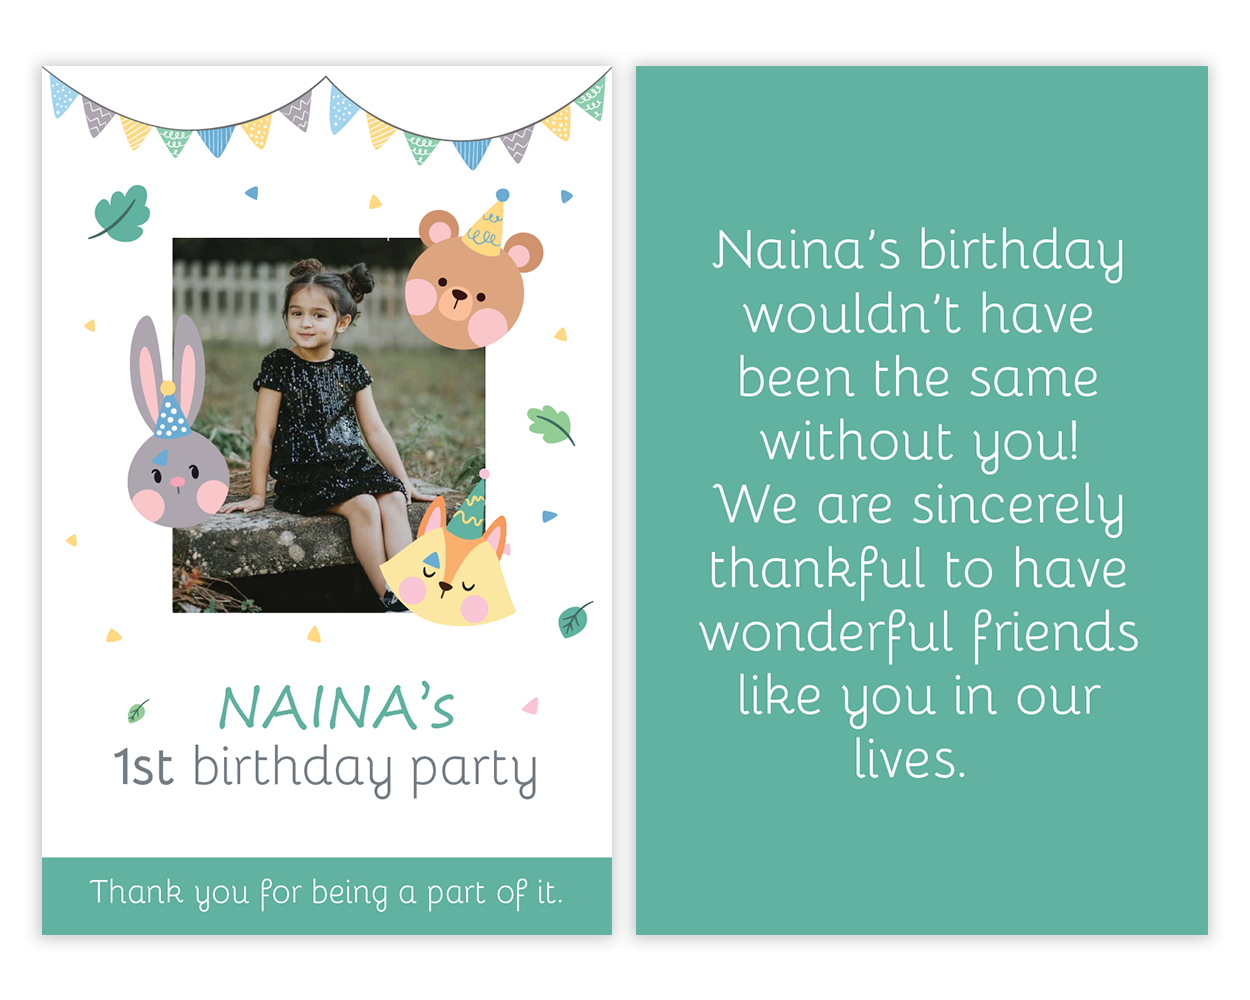 NAINA's
1st birthday party
Thank you for being a part of it.
Naina's birthday
wouldn't have
been the same
without you!
We are sincerely
thankful to have
wonderful friends
like you in our
lives.